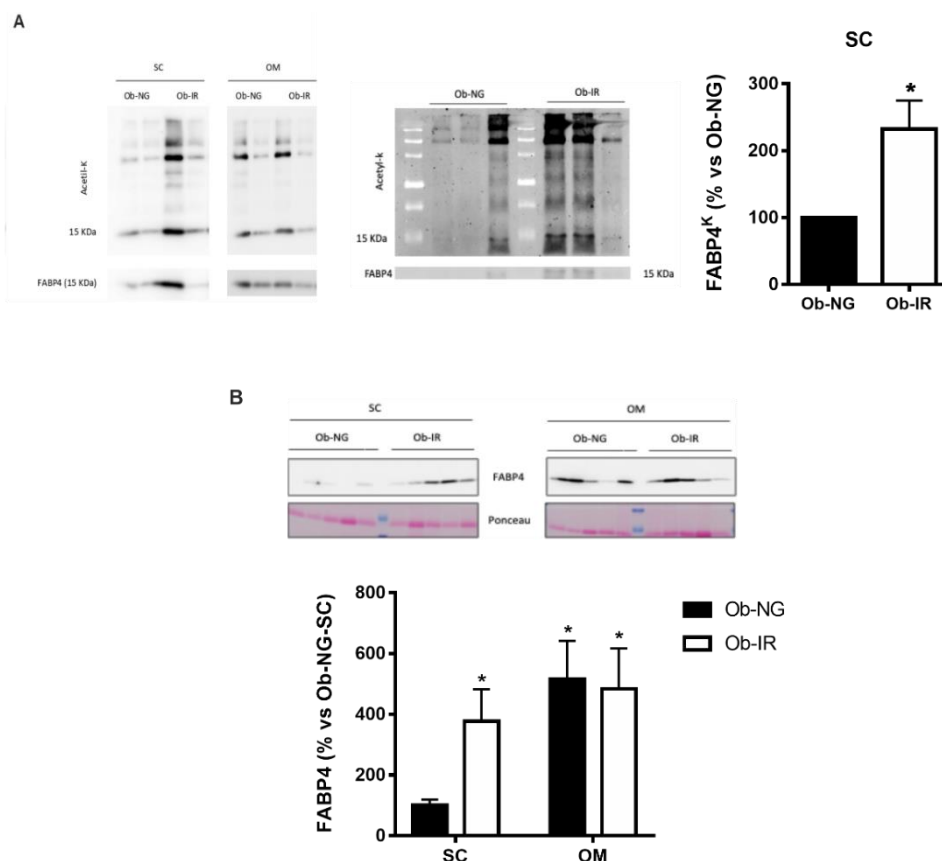 A
SC OM
Ob-NG Ob-IR Ob-NG Ob-IR
Acetil-K
15 KDa
FABP4 (15 KDa)
Ob-NG Ob-IR
Acetyl-k
15 KDa
FABP4 15 KDa
SC
FABP4ᴷ (% vs Ob-NG)
300
200
100
0
*
Ob-NG Ob-IR
B
SC OM
Ob-NG Ob-IR Ob-NG Ob-IR
FABP4
Ponceau
FABP4 (% vs Ob-NG-SC)
800
600
400
200
0
* * *
SC OM
Ob-NG
Ob-IR